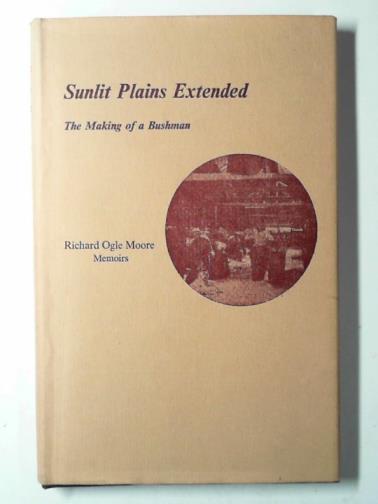 Sunlit Plains Extended
The Making of a Bushman
Richard Ogle Moore
Memoirs